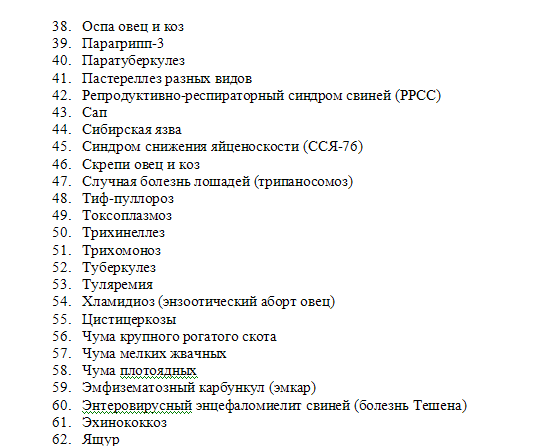 38. Оспа овец и коз
39. Парагрипп-3
40. Паратуберкулез
41. Пастереллез разных видов
42. Репродуктивно-респираторный синдром свиней (РРСС)
43. Сап
44. Сибирская язва
45. Синдром снижения яйценоскости (ССЯ-76)
46. Скрепи овец и коз
47. Случная болезнь лошадей (трипаносомоз)
48. Тиф-пуллороз
49. Токсоплазмоз
50. Трихинеллез
51. Трихомоноз
52. Туберкулез
53. Туляремия
54. Хламидиоз (энзоотический аборт овец)
55. Цистицеркозы
56. Чума крупного рогатого скота
57. Чума мелких жвачных
58. Чума плотоядных
59. Эмфизематозный карбункул (эмкар)
60. Энтеровирусный энцефаломиелит свиней (болезнь Тешена)
61. Эхинококкоз
62. Ящур